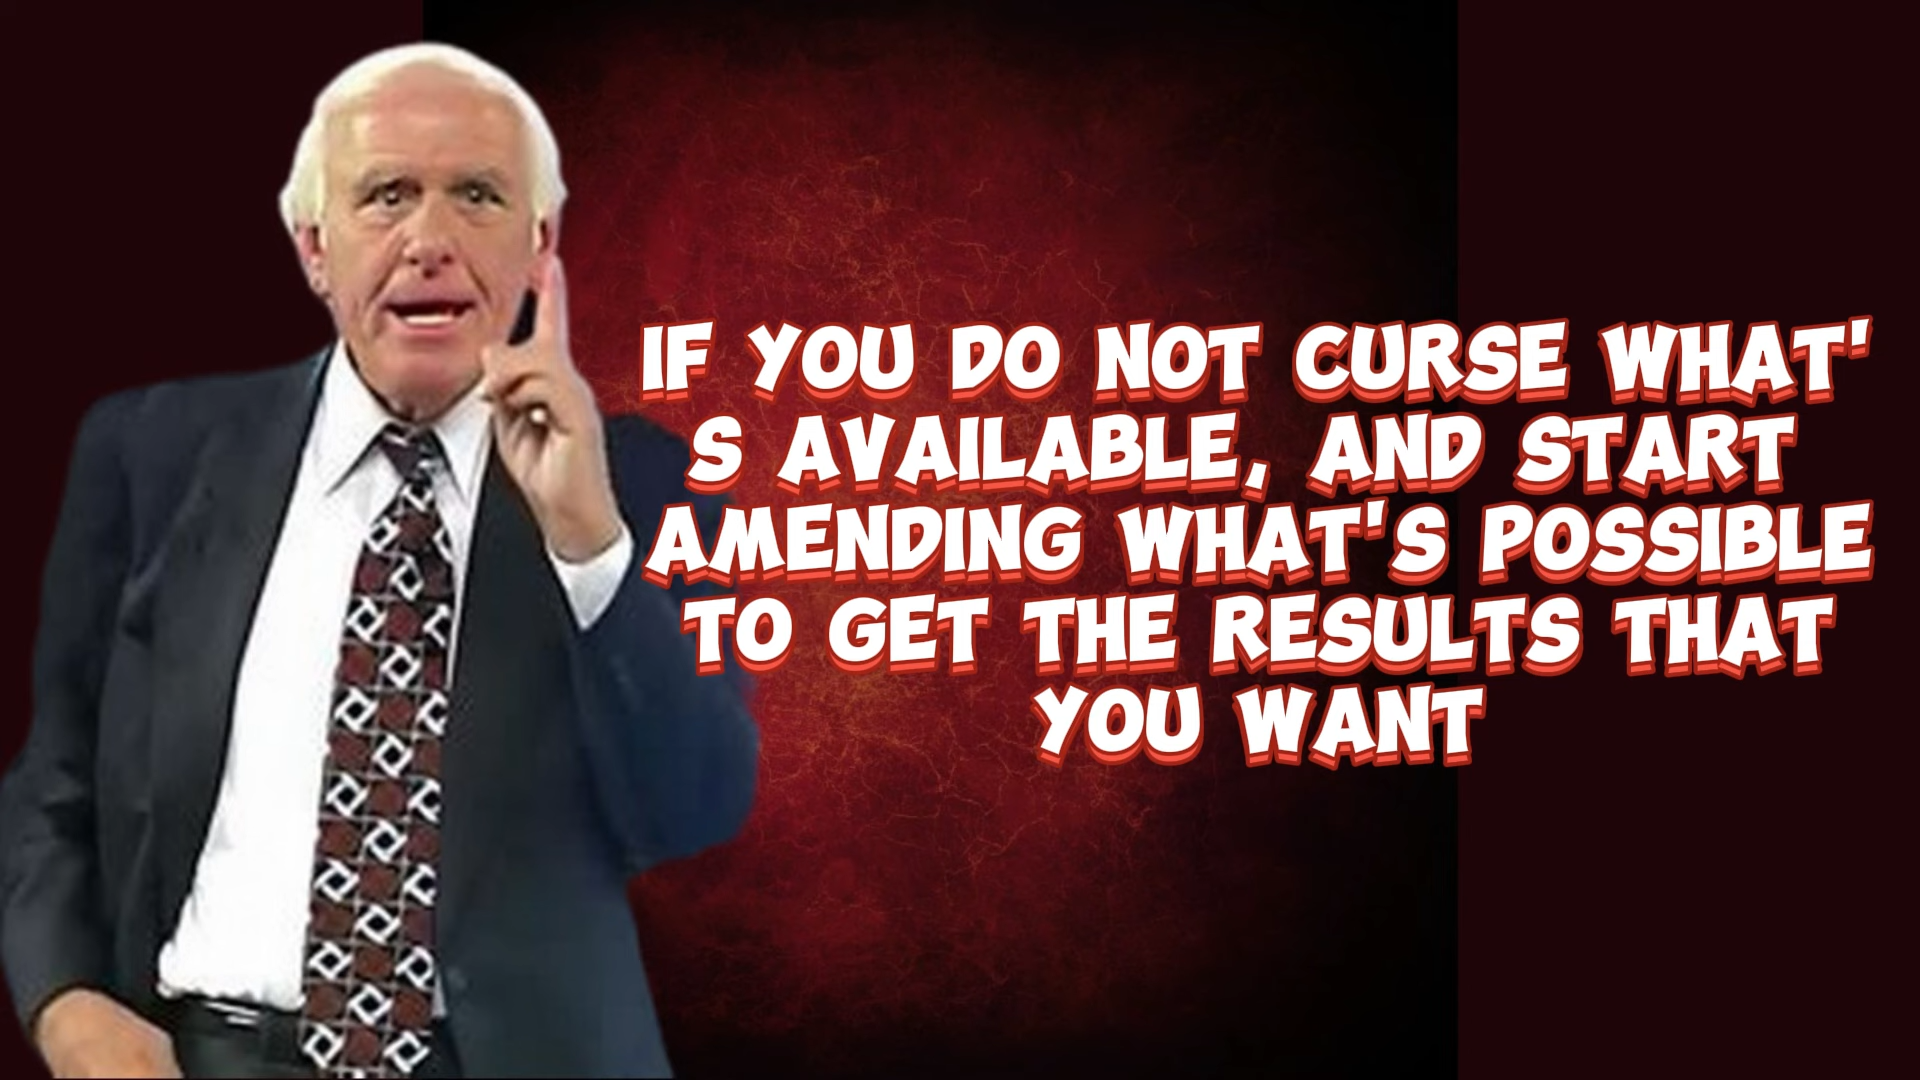 IF YOU DO NOT CURSE WHAT'
S AVAILABLE, AND START
AMENDING WHAT'S POSSIBLE
TO GET THE RESULTS THAT
YOU WANT